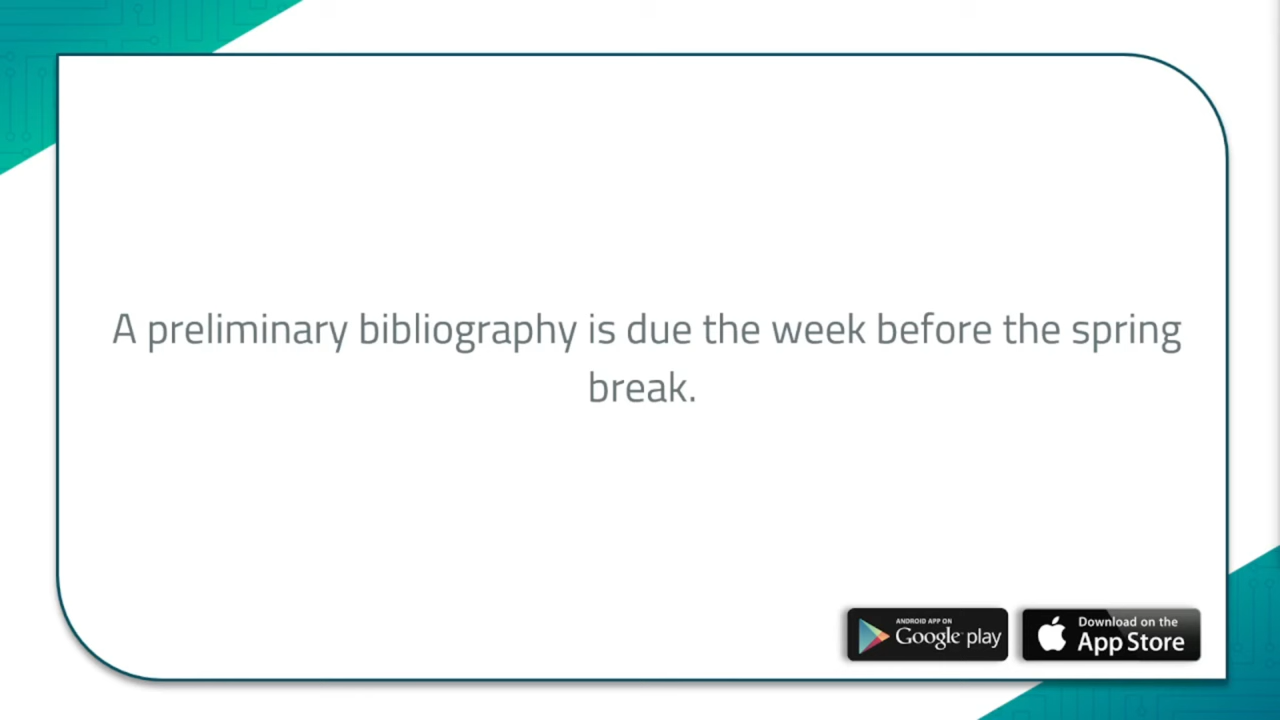 A preliminary bibliography is due the week before the spring
break.
ANDROID APP ON
Google play
Download on the
App Store